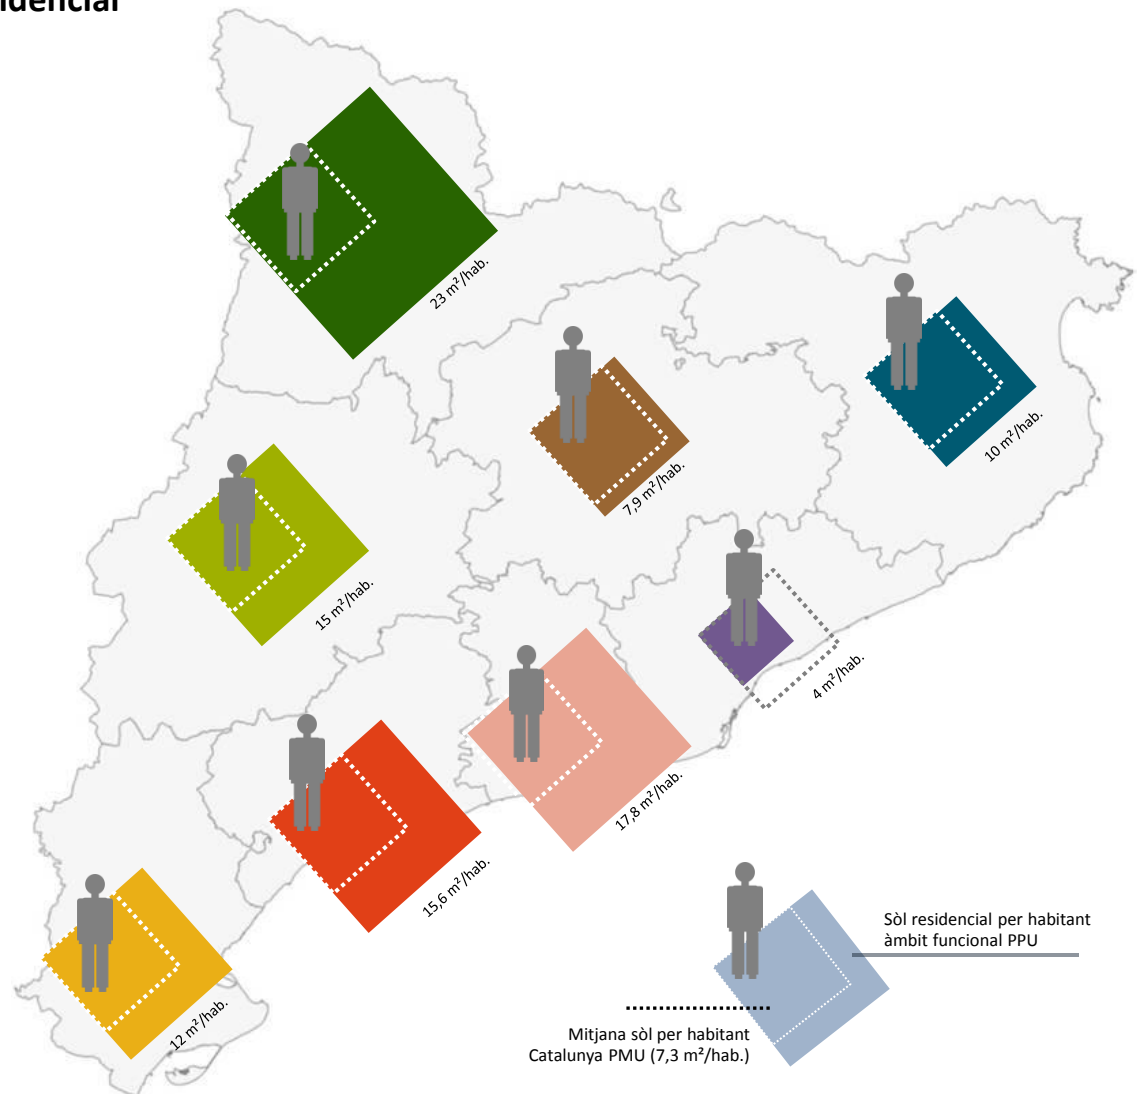 23 m²/hab.
10 m²/hab.
7,9 m²/hab.
15 m²/hab.
4 m²/hab.
17,8 m²/hab.
15,6 m²/hab.
12 m²/hab.
Sòl residencial per habitant
àmbit funcional PPU
Mitjana sòl per habitant
Catalunya PMU (7,3 m²/hab.)